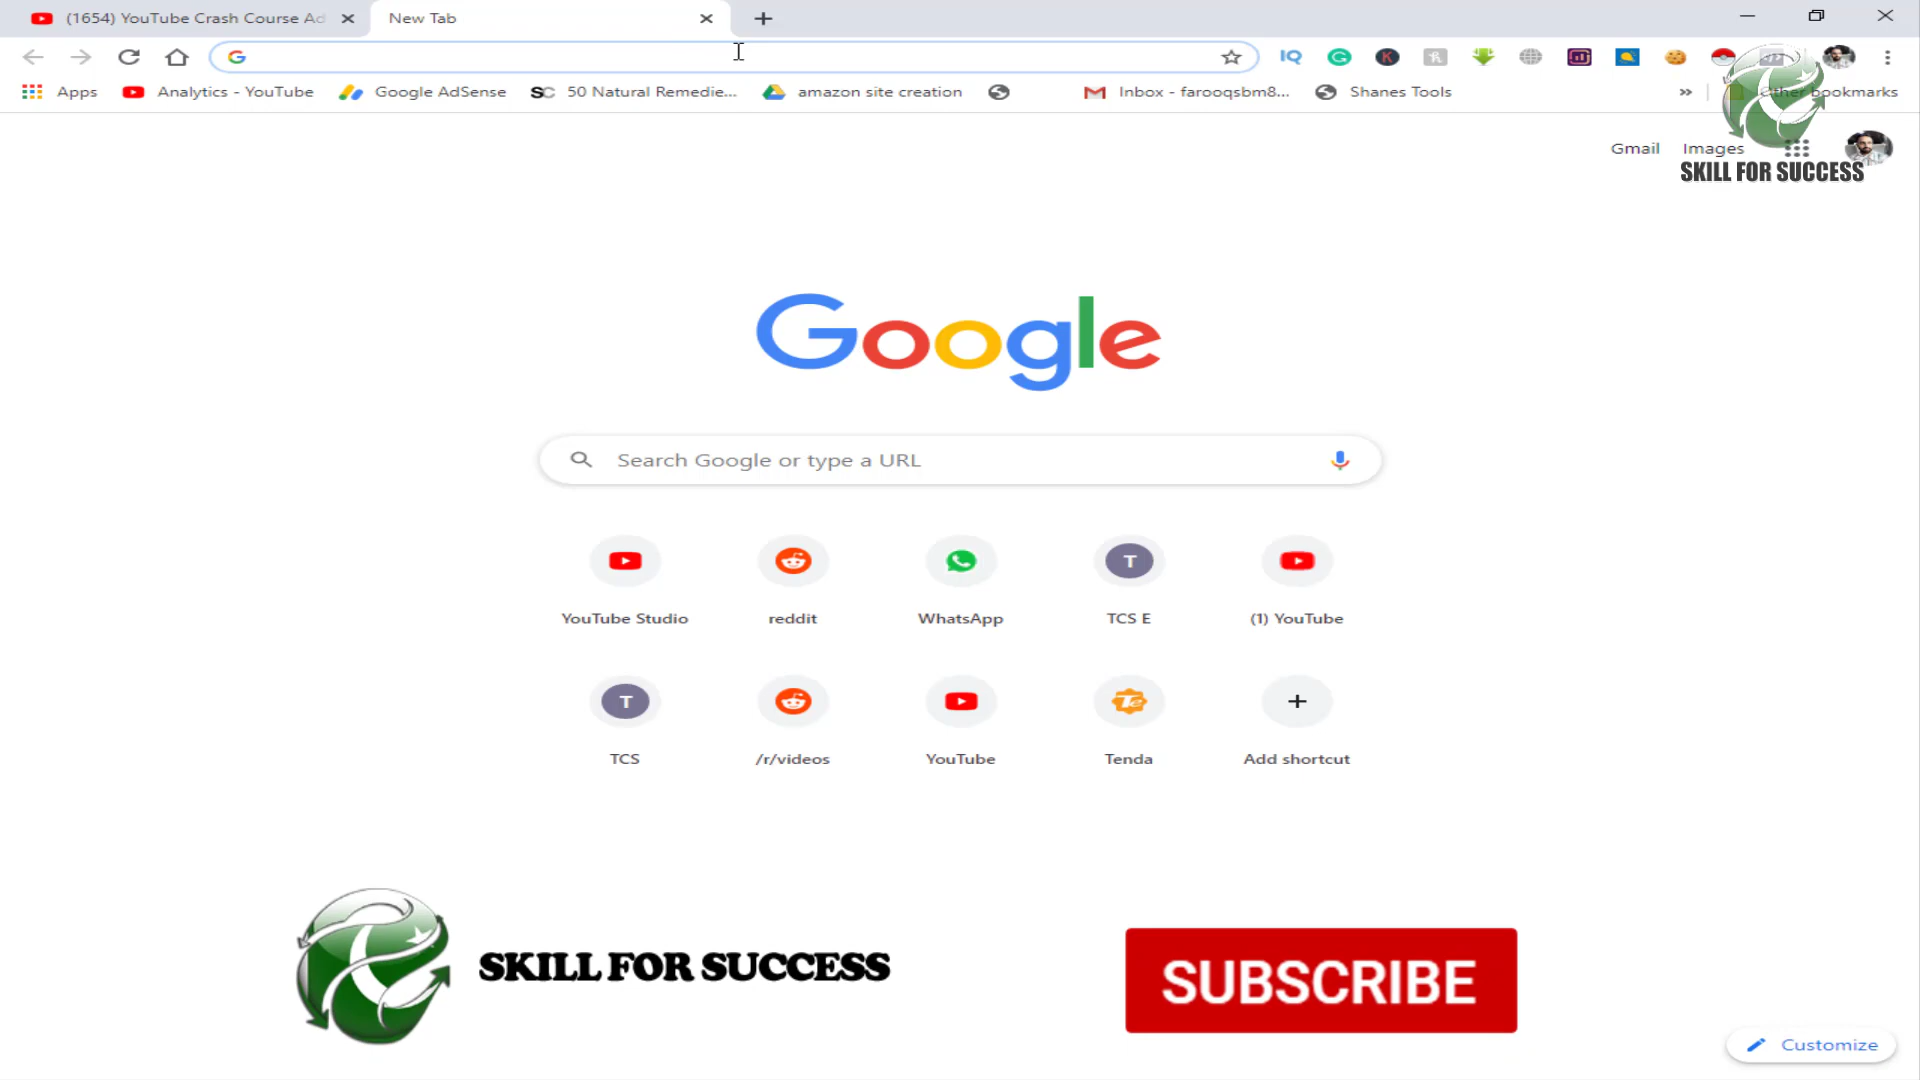 (1654) YouTube Crash Course Ad
New Tab
Apps
Analytics - YouTube
Google AdSense
50 Natural Remedie...
amazon site creation
Inbox - farooqsbm8...
Shanes Tools
»
Other bookmarks
Gmail
Images
SKILL FOR SUCCESS
Google
Search Google or type a URL
YouTube Studio
reddit
WhatsApp
TCS E
(1) YouTube
TCS
/r/videos
YouTube
Tenda
Add shortcut
SKILL FOR SUCCESS
SUBSCRIBE
Customize